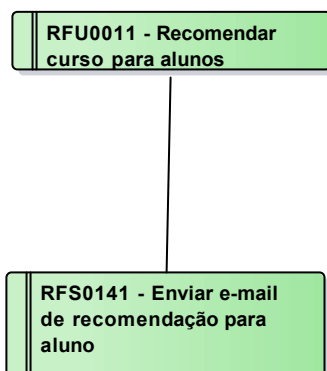 RFU0011 - Recomendar
curso para alunos
RFS0141 - Enviar e-mail
de recomendação para
aluno